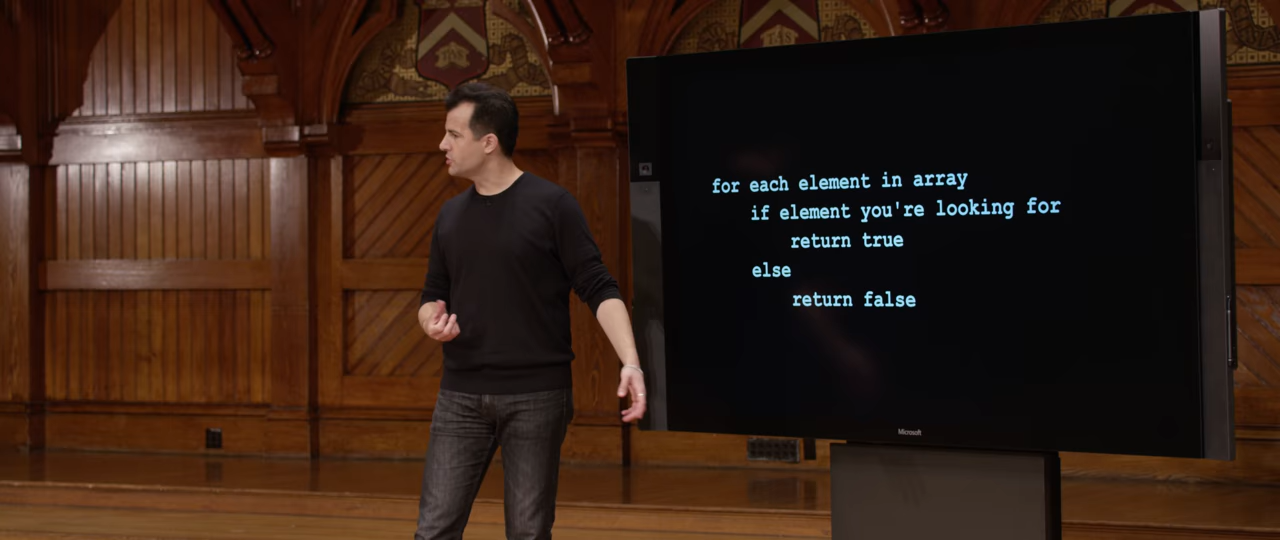 for each element in array
if element you're looking for
return true
else
return false
Microsoft